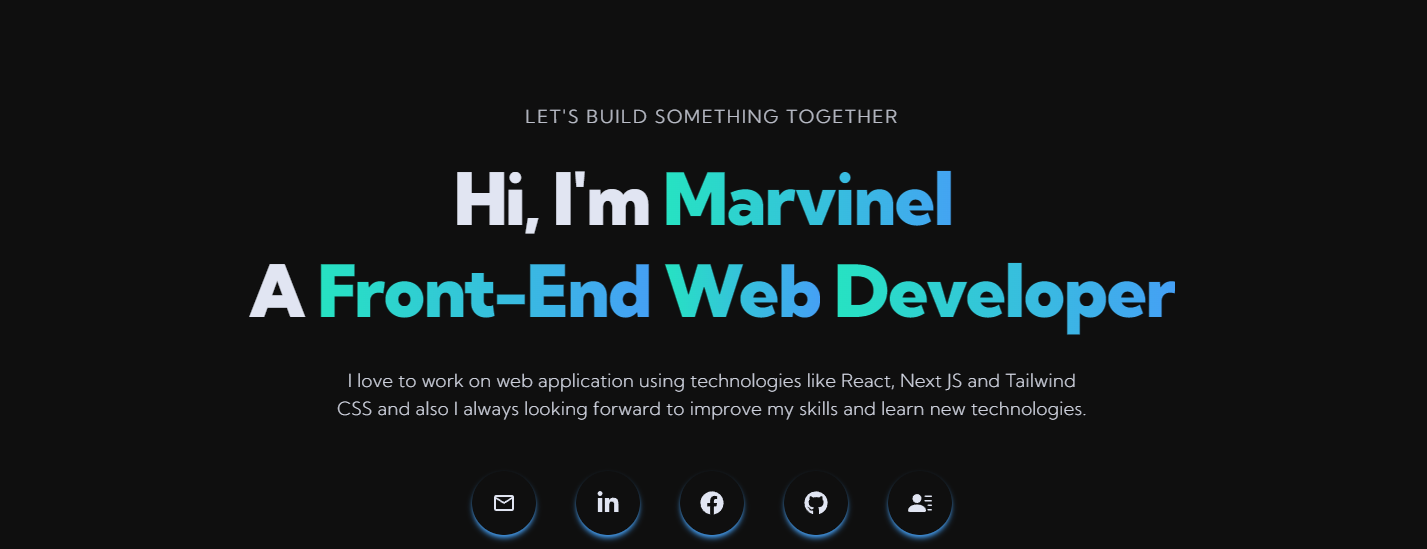 LET'S BUILD SOMETHING TOGETHER
Hi, I'm Marvinel
A Front-End Web Developer
I love to work on web application using technologies like React, Next JS and Tailwind
CSS and also I always looking forward to improve my skills and learn new technologies.
in